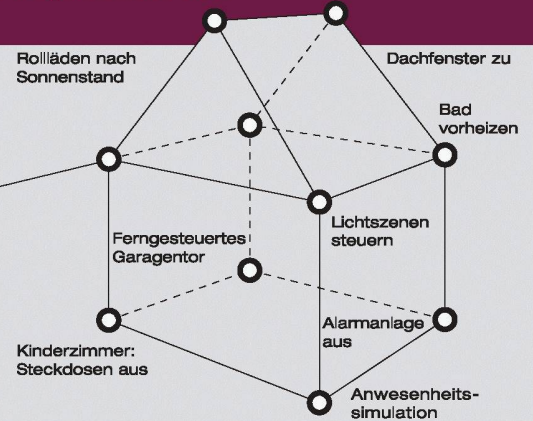 Rollläden nach
Sonnenstand
Dachfenster zu
Bad
vorheizen
Lichtszenen
steuern
Ferngesteuertes
Garagentor
Alarmanlage
aus
Kinderzimmer:
Steckdosen aus
Anwesenheits-
simulation